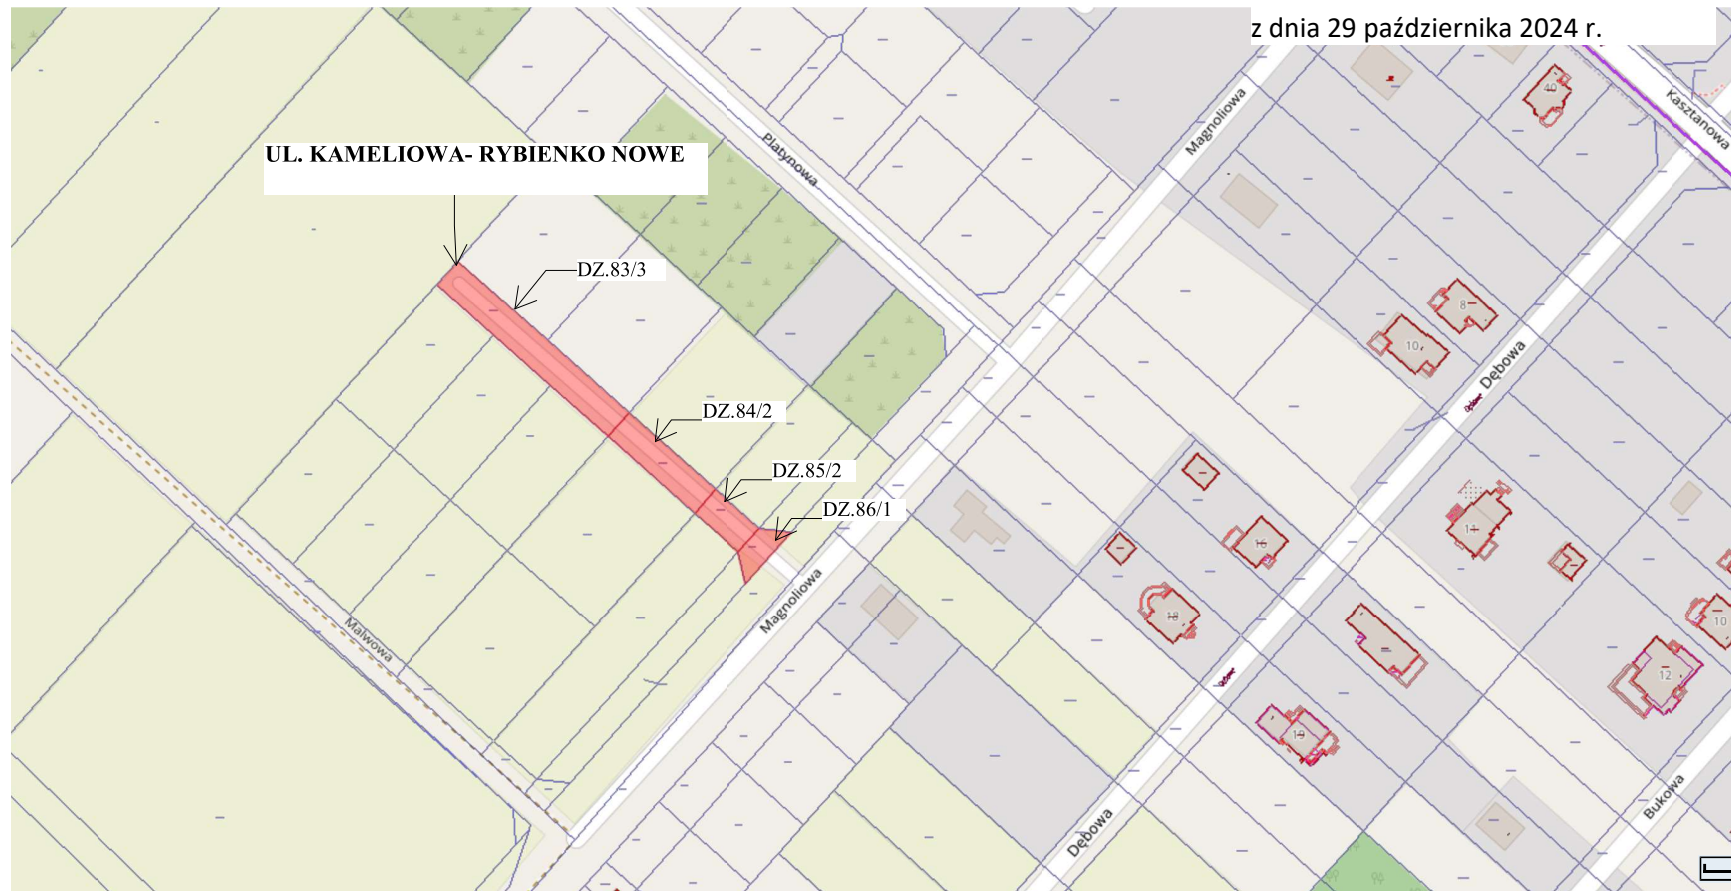 z dnia 29 października 2024 r.
UL. KAMELIOWA- RYBIENKO NOWE
DZ.83/3
DZ.84/2
DZ.85/2
DZ.86/1
Platynowa
Magnoliowa
Kasztanowa
40
8
10
Dębowa
11
16
18
Magnoliowa
Malwowa
10
12
19
Dębowa
Bukowa